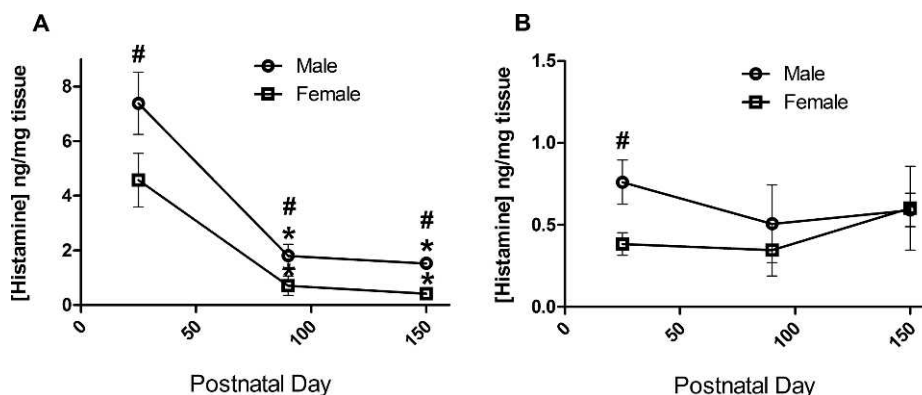 A
B
[Histamine] ng/mg tissue
8
6
4
2
0
#
Male
Female
#
*
*
#
*
*
0
50
100
150
Postnatal Day
[Histamine] ng/mg tissue
1.5
1.0
0.5
0.0
#
Male
Female
0
50
100
150
Postnatal Day